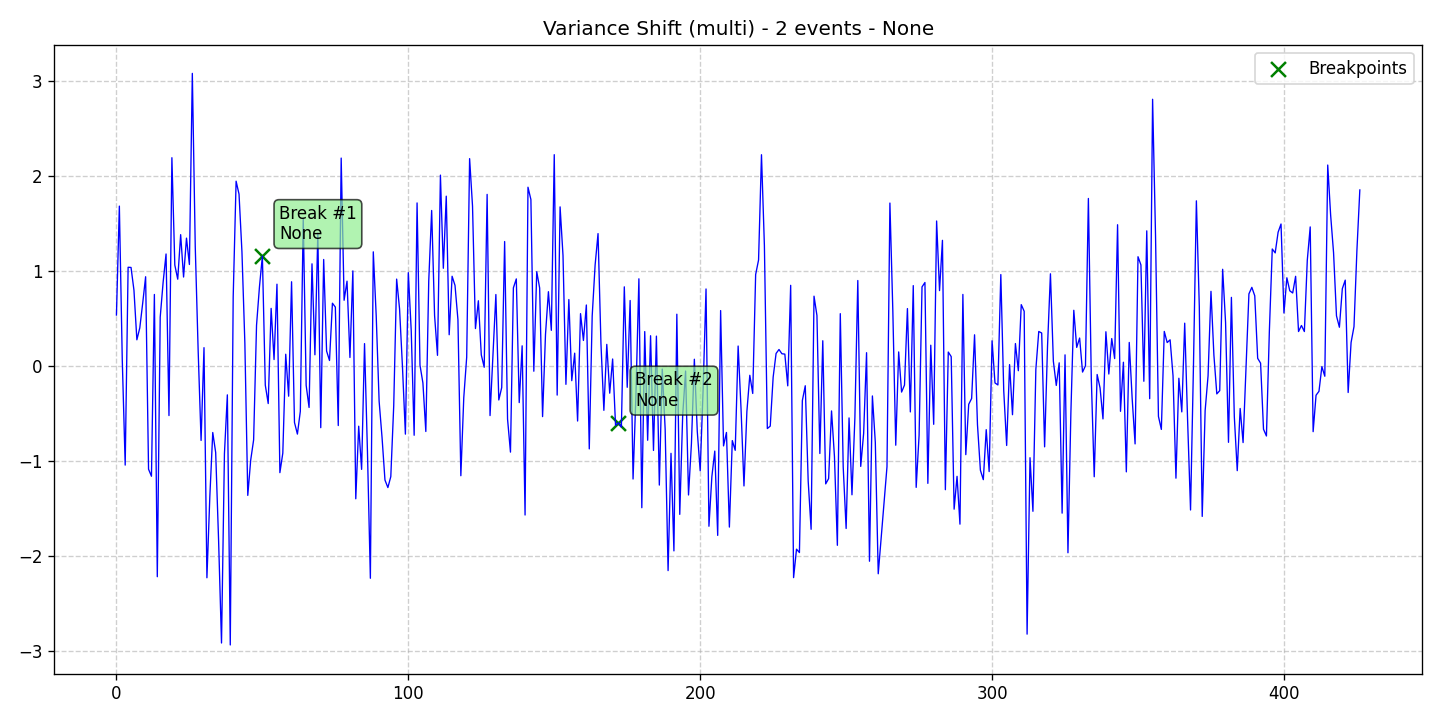 Variance Shift (multi) - 2 events - None
Breakpoints
Break #1
None
Break #2
None
3
2
1
0
−1
−2
−3
0
100
200
300
400